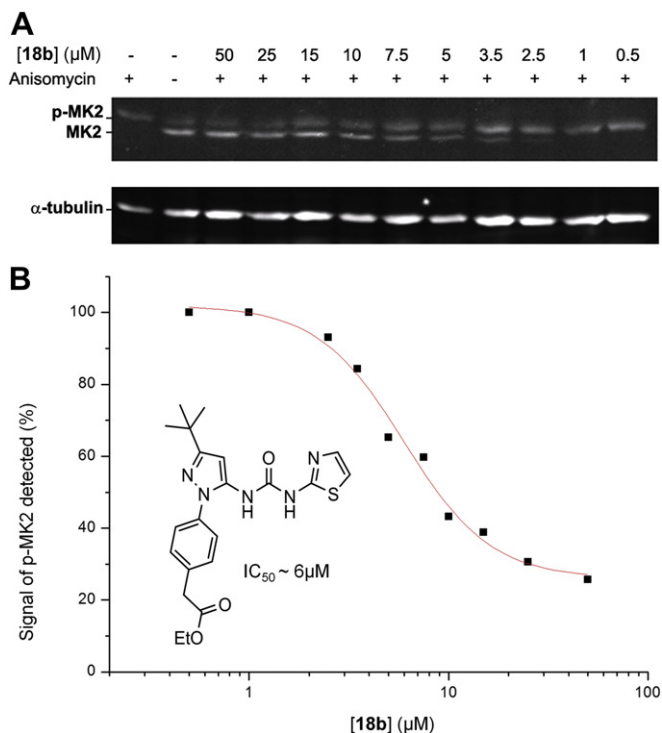 A
[18b] (µM) - - 50 25 15 10 7.5 5 3.5 2.5 1 0.5
Anisomycin + - + + + + + + + + + +
p-MK2
MK2
α-tubulin
B
Signal of p-MK2 detected (%)
100
80
60
40
20
0
N
N
O
N
H
N
H
N
S
O
EtO
IC50 ~ 6µM
1 10 100
[18b] (µM)